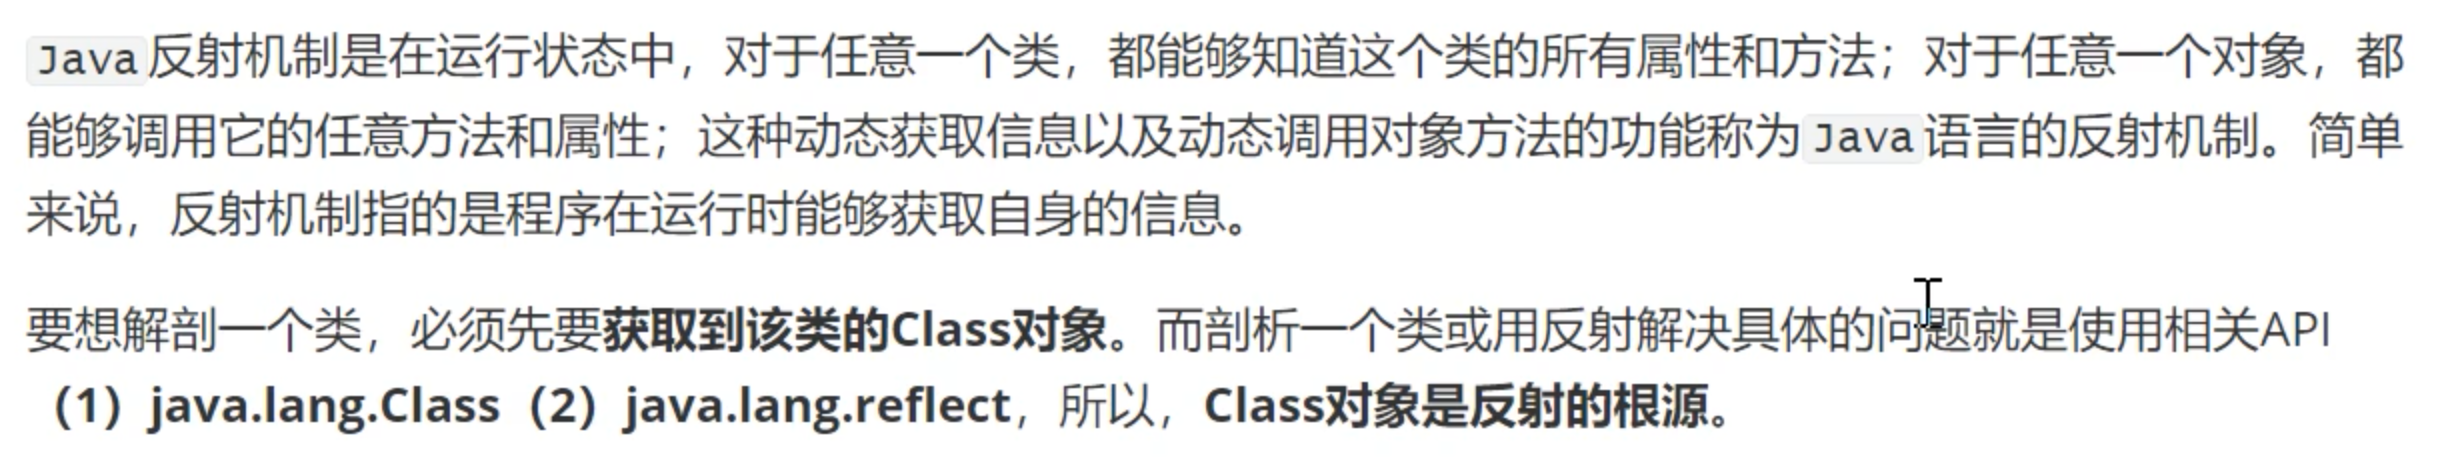 Java反射机制是在运行状态中，对于任意一个类，都能够知道这个类的所有属性和方法；对于任意一个对象，都
能够调用它的任意方法和属性；这种动态获取信息以及动态调用对象方法的功能称为Java语言的反射机制。简单
来说，反射机制指的是程序在运行时能够获取自身的信息。
要想解剖一个类，必须先要获取到该类的Class对象。而剖析一个类或用反射解决具体的问题就是使用相关API
（1）java.lang.Class（2）java.lang.reflect，所以，Class对象是反射的根源。